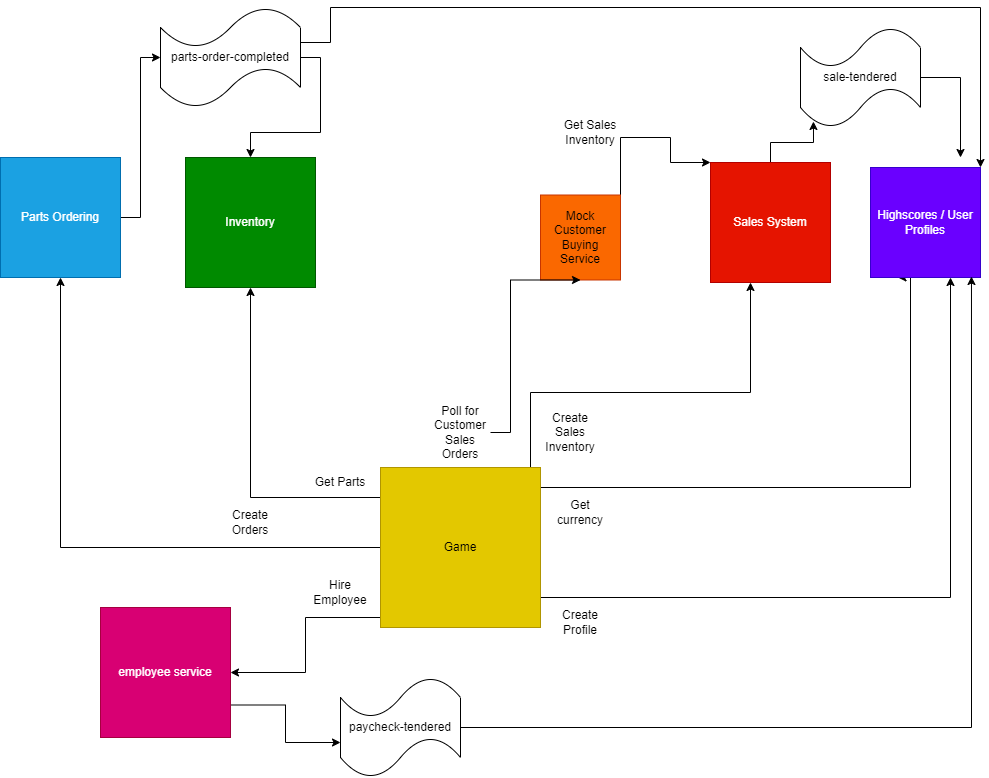 parts-order-completed
sale-tendered
Get Sales
Inventory
Parts Ordering
Inventory
Mock
Customer
Buying
Service
Sales System
Highscores / User
Profiles
Poll for
Customer
Sales
Orders
Create
Sales
Inventory
Get Parts
Get
currency
Create
Orders
Game
Hire
Employee
Create
Profile
employee service
paycheck-tendered